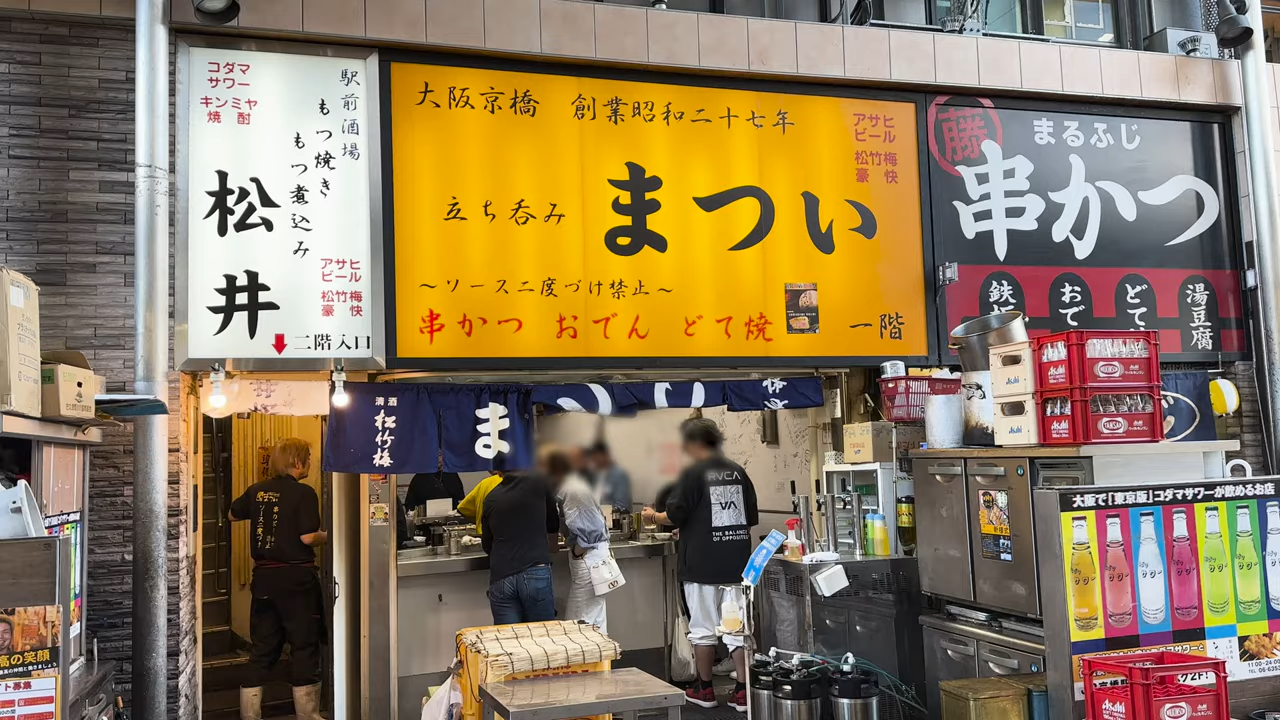 コダマ
サワー
キンミヤ
焼酎
駅前酒場
もつ焼き
もつ煮込み
松井
アサヒ
ビール
松竹梅
豪快
二階入口
大阪京橋 創業昭和二十七年
アサヒ
ビール
松竹梅
豪快
立ち呑み
まつい
〜ソース二度づけ禁止〜
串かつ おでん どて焼
一階
藤
まるふじ
串かつ
湯豆腐
清酒
松竹梅
ま
RVCA
VA
THE BALANCE
OF OPPOSITES
Asahi
Asahi
大阪で「東京版」コダマサワーが飲めるお店